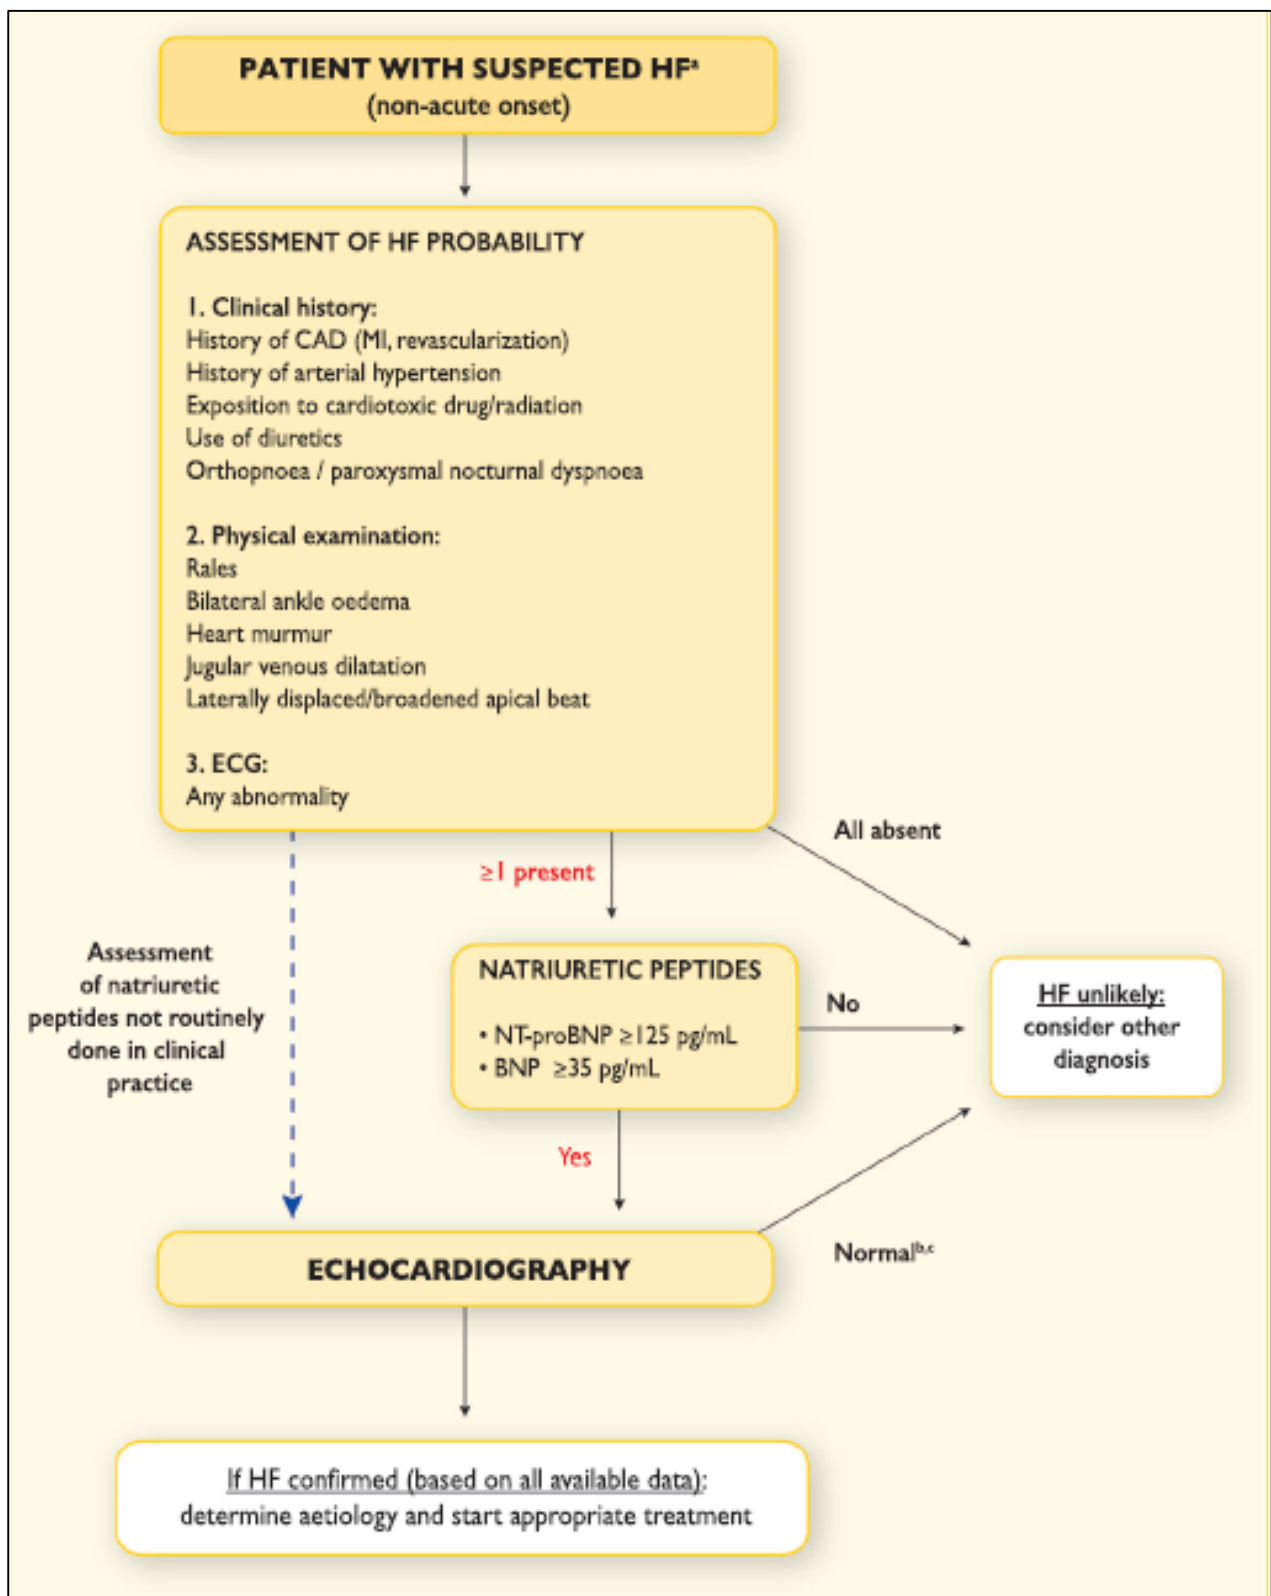 PATIENT WITH SUSPECTED HFᵃ
(non-acute onset)
ASSESSMENT OF HF PROBABILITY
1. Clinical history:
History of CAD (MI, revascularization)
History of arterial hypertension
Exposition to cardiotoxic drug/radiation
Use of diuretics
Orthopnoea / paroxysmal nocturnal dyspnoea
2. Physical examination:
Rales
Bilateral ankle oedema
Heart murmur
Jugular venous dilatation
Laterally displaced/broadened apical beat
3. ECG:
Any abnormality
All absent
≥1 present
Assessment
of natriuretic
peptides not routinely
done in clinical
practice
NATRIURETIC PEPTIDES
• NT-proBNP ≥125 pg/mL
• BNP ≥35 pg/mL
No
HF unlikely:
consider other
diagnosis
Yes
Normalᵇ,ᶜ
ECHOCARDIOGRAPHY
If HF confirmed (based on all available data):
determine aetiology and start appropriate treatment